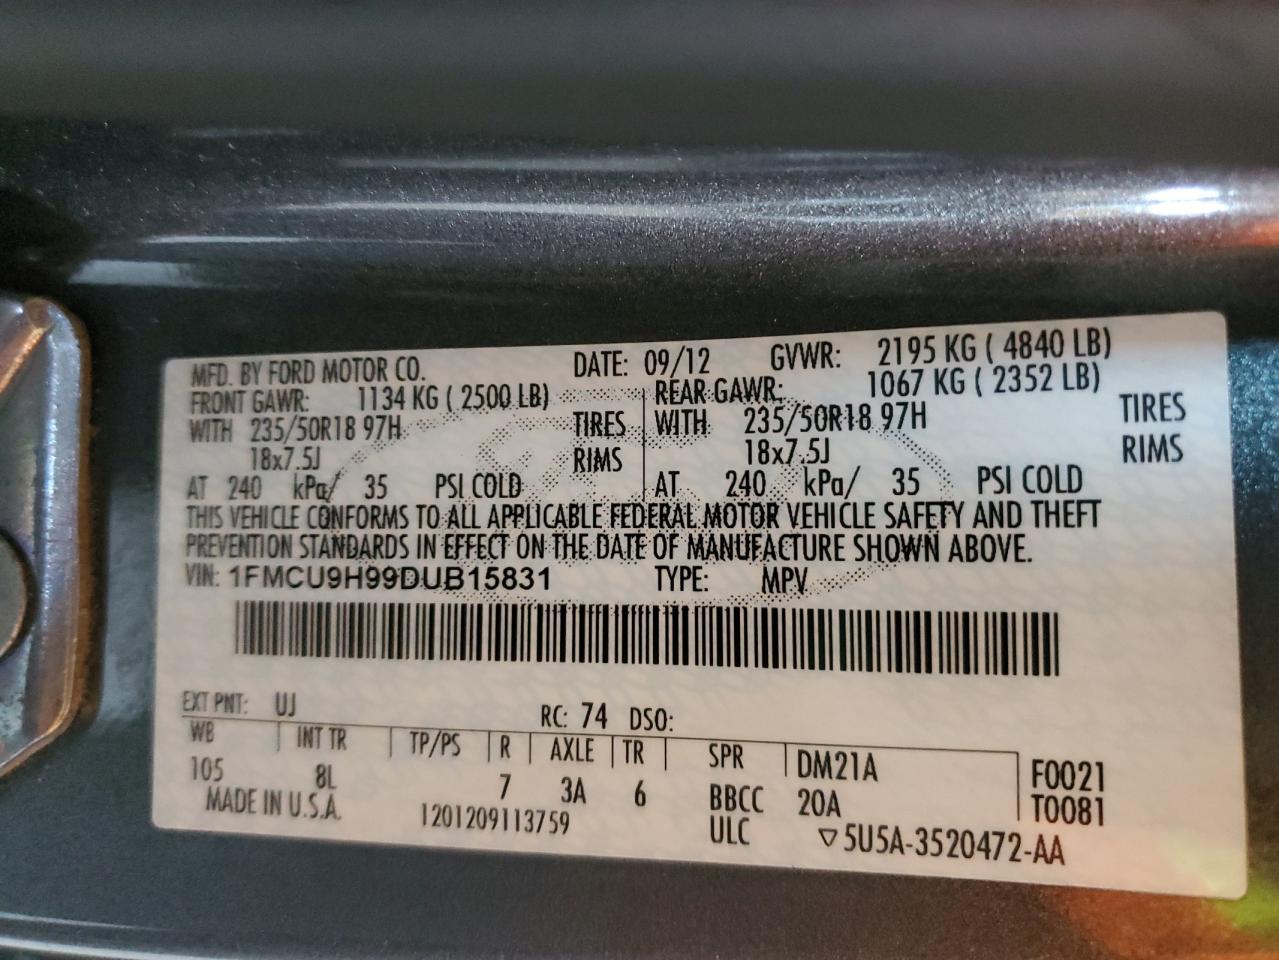 MFD. BY FORD MOTOR CO. DATE: 09/12 GVWR: 2195 KG ( 4840 LB)
FRONT GAWR: 1134 KG ( 2500 LB) REAR GAWR: 1067 KG ( 2352 LB)
WITH 235/50R18 97H TIRES WITH 235/50R18 97H TIRES
18x7.5J RIMS 18x7.5J RIMS
AT 240 kPa/ 35 PSI COLD AT 240 kPa/ 35 PSI COLD
THIS VEHICLE CONFORMS TO ALL APPLICABLE FEDERAL MOTOR VEHICLE SAFETY AND THEFT
PREVENTION STANDARDS IN EFFECT ON THE DATE OF MANUFACTURE SHOWN ABOVE.
VIN: 1FMCU9H99DUB15831 TYPE: MPV
EXT PNT: UJ RC: 74 DSO:
WB INT TR TP/PS R AXLE TR SPR DM21A F0021
105 8L 7 3A 6 BBCC 20A T0081
MADE IN U.S.A. 1201209113759 ULC ▽5U5A-3520472-AA